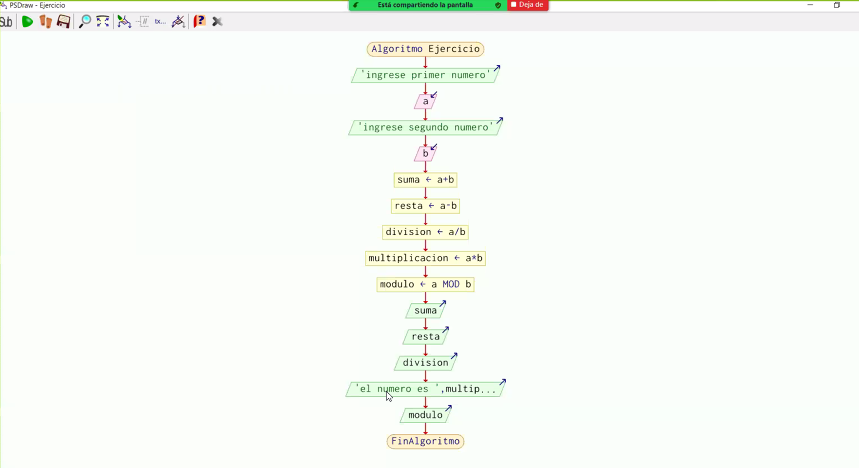 PSDraw - Ejercicio
Está compartiendo la pantalla
Deja de
Algoritmo Ejercicio
'ingrese primer numero'
a
'ingrese segundo numero'
b
suma ← a+b
resta ← a-b
division ← a/b
multiplicacion ← a*b
modulo ← a MOD b
suma
resta
division
'el numero es ',multip...
modulo
FinAlgoritmo